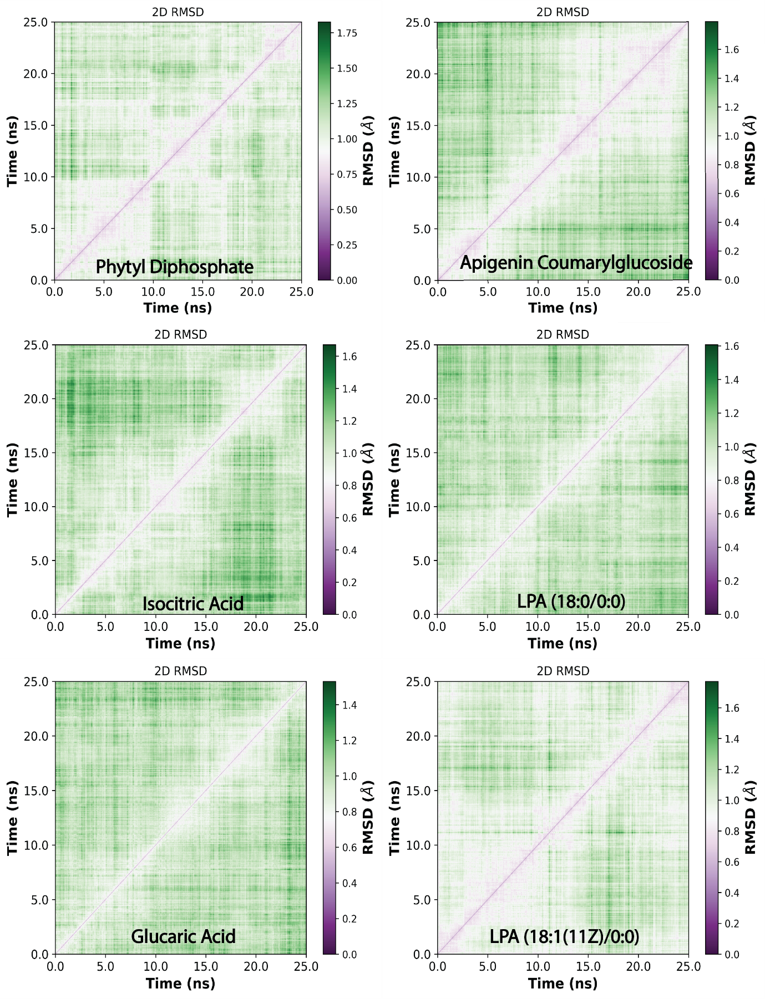 2D RMSD
25.0
20.0
15.0
10.0
5.0
0.0
Time (ns)
0.0 5.0 10.0 15.0 20.0 25.0
Time (ns)
Phytyl Diphosphate
1.75
1.50
1.25
1.00
0.75
0.50
0.25
0.00
RMSD (Å)
2D RMSD
25.0
20.0
15.0
10.0
5.0
0.0
Time (ns)
0.0 5.0 10.0 15.0 20.0 25.0
Time (ns)
Apigenin Coumarylglucoside
1.6
1.4
1.2
1.0
0.8
0.6
0.4
0.2
0.0
RMSD (Å)
2D RMSD
25.0
20.0
15.0
10.0
5.0
0.0
Time (ns)
0.0 5.0 10.0 15.0 20.0 25.0
Time (ns)
Isocitric Acid
1.6
1.4
1.2
1.0
0.8
0.6
0.4
0.2
0.0
RMSD (Å)
2D RMSD
25.0
20.0
15.0
10.0
5.0
0.0
Time (ns)
0.0 5.0 10.0 15.0 20.0 25.0
Time (ns)
LPA (18:0/0:0)
1.6
1.4
1.2
1.0
0.8
0.6
0.4
0.2
0.0
RMSD (Å)
2D RMSD
25.0
20.0
15.0
10.0
5.0
0.0
Time (ns)
0.0 5.0 10.0 15.0 20.0 25.0
Time (ns)
Glucaric Acid
1.4
1.2
1.0
0.8
0.6
0.4
0.2
0.0
RMSD (Å)
2D RMSD
25.0
20.0
15.0
10.0
5.0
0.0
Time (ns)
0.0 5.0 10.0 15.0 20.0 25.0
Time (ns)
LPA (18:1(11Z)/0:0)
1.6
1.4
1.2
1.0
0.8
0.6
0.4
0.2
0.0
RMSD (Å)